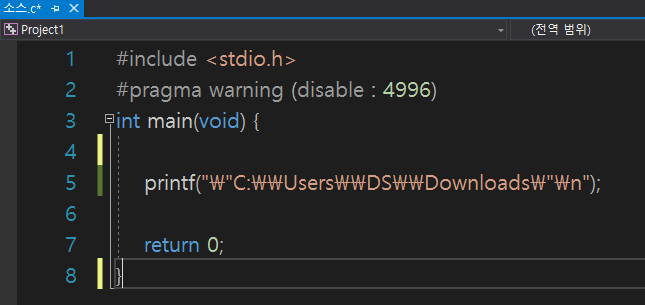 소스.c*
Project1 (전역 범위)
1 #include <stdio.h>
2 #pragma warning (disable : 4996)
3 int main(void) {
4
5 printf("₩"C:₩₩Users₩₩DS₩₩Downloads₩"₩n");
6
7 return 0;
8 }